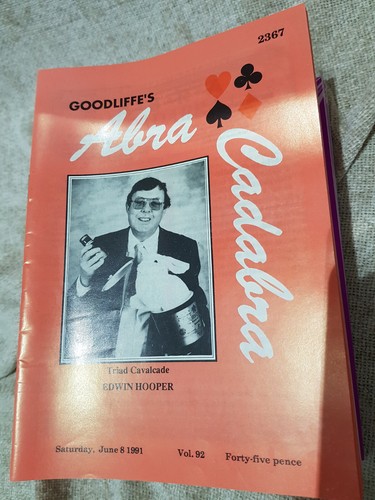 2367
GOODLIFFE'S
Abra
Cadabra
Triad Cavalcade
EDWIN HOOPER
Saturday, June 8 1991 Vol. 92 Forty-five pence